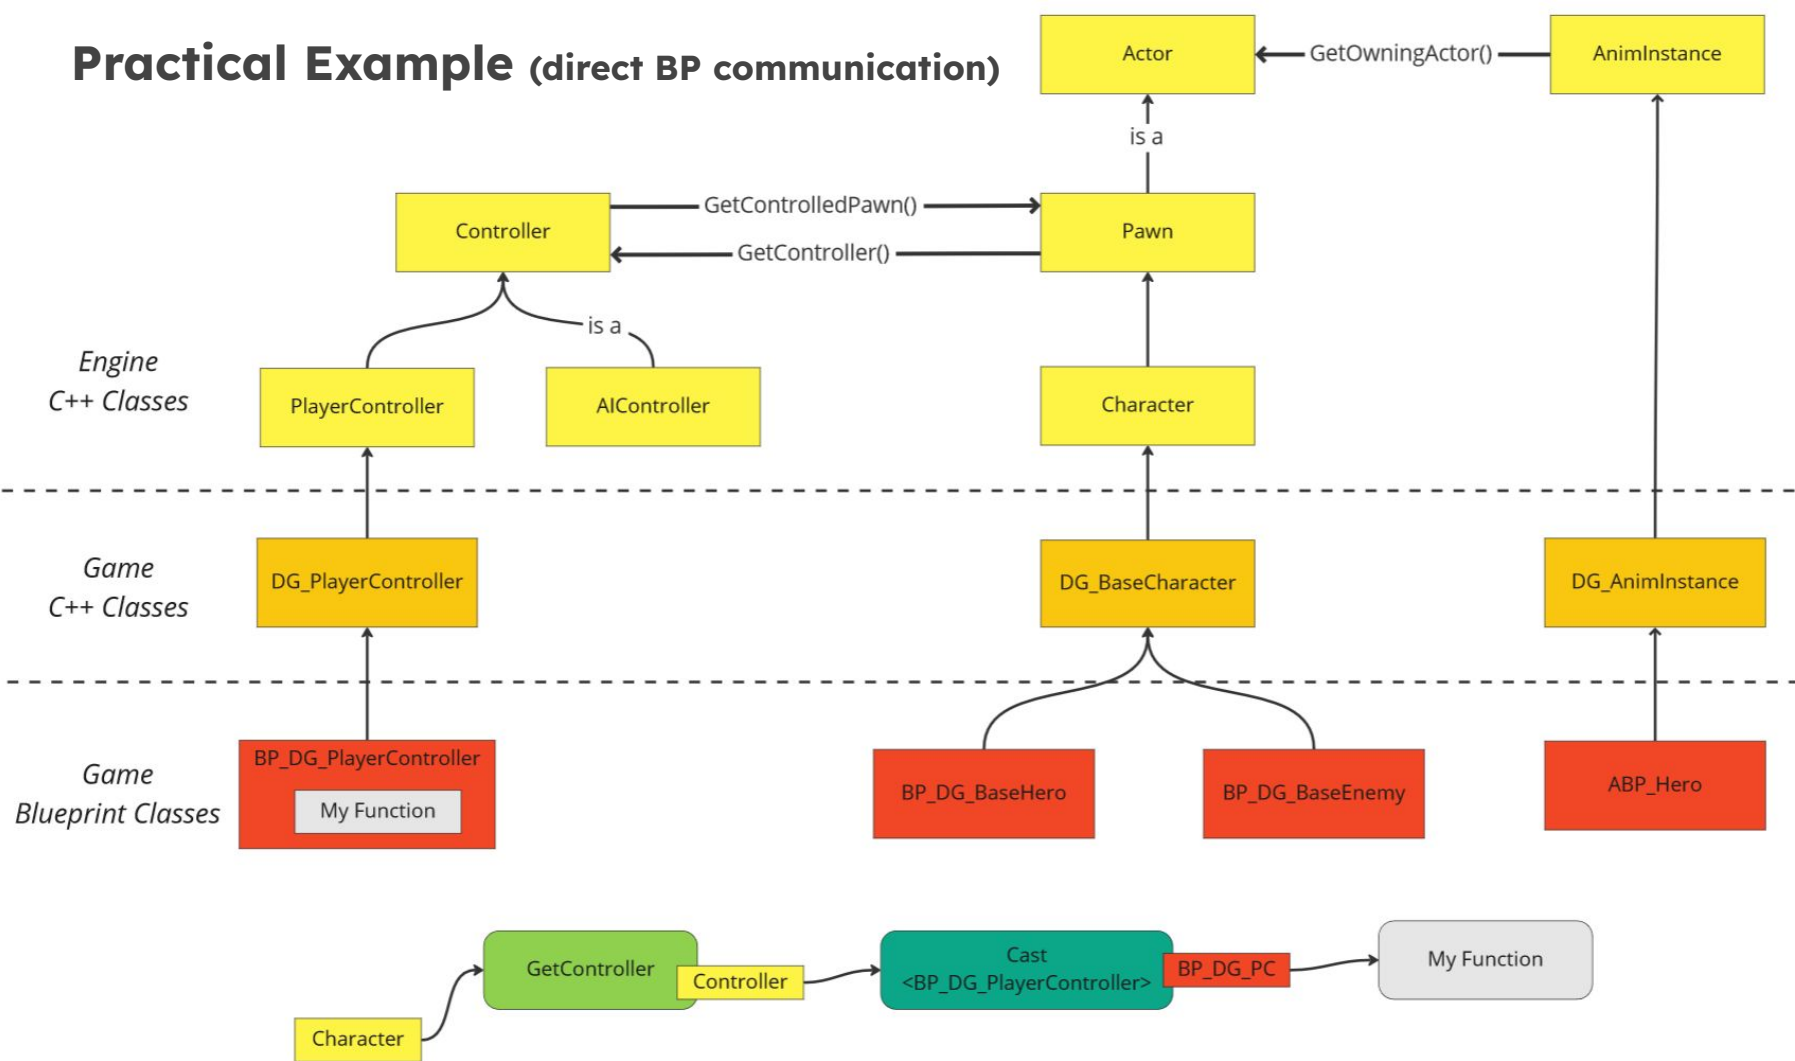 Practical Example (direct BP communication)
Actor
GetOwningActor()
AnimInstance
is a
Controller
GetControlledPawn()
GetController()
Pawn
is a
Engine
C++ Classes
PlayerController
AIController
Character
Game
C++ Classes
DG_PlayerController
DG_BaseCharacter
DG_AnimInstance
Game
Blueprint Classes
BP_DG_PlayerController
My Function
BP_DG_BaseHero
BP_DG_BaseEnemy
ABP_Hero
Character
GetController
Controller
Cast
<BP_DG_PlayerController>
BP_DG_PC
My Function